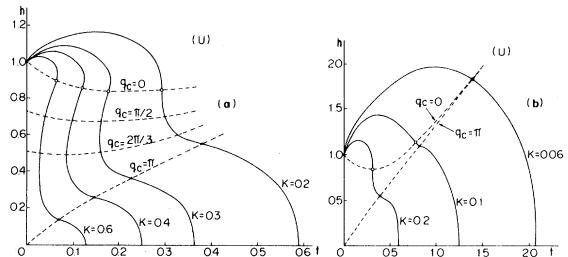 h
1.2
1.0
0.8
0.6
0.4
0.2
0
(U)
qc=0
(a)
qc=π/2
qc=2π/3
qc=π
K=0.6
K=0.4
K=0.3
K=0.2
0.1
0.2
0.3
0.4
0.5
0.6
t
h
2.0
1.5
1.0
0.5
0
(U)
qc=0
qc=π
(b)
K=0.06
K=0.1
K=0.2
0.5
1.0
1.5
2.0
t